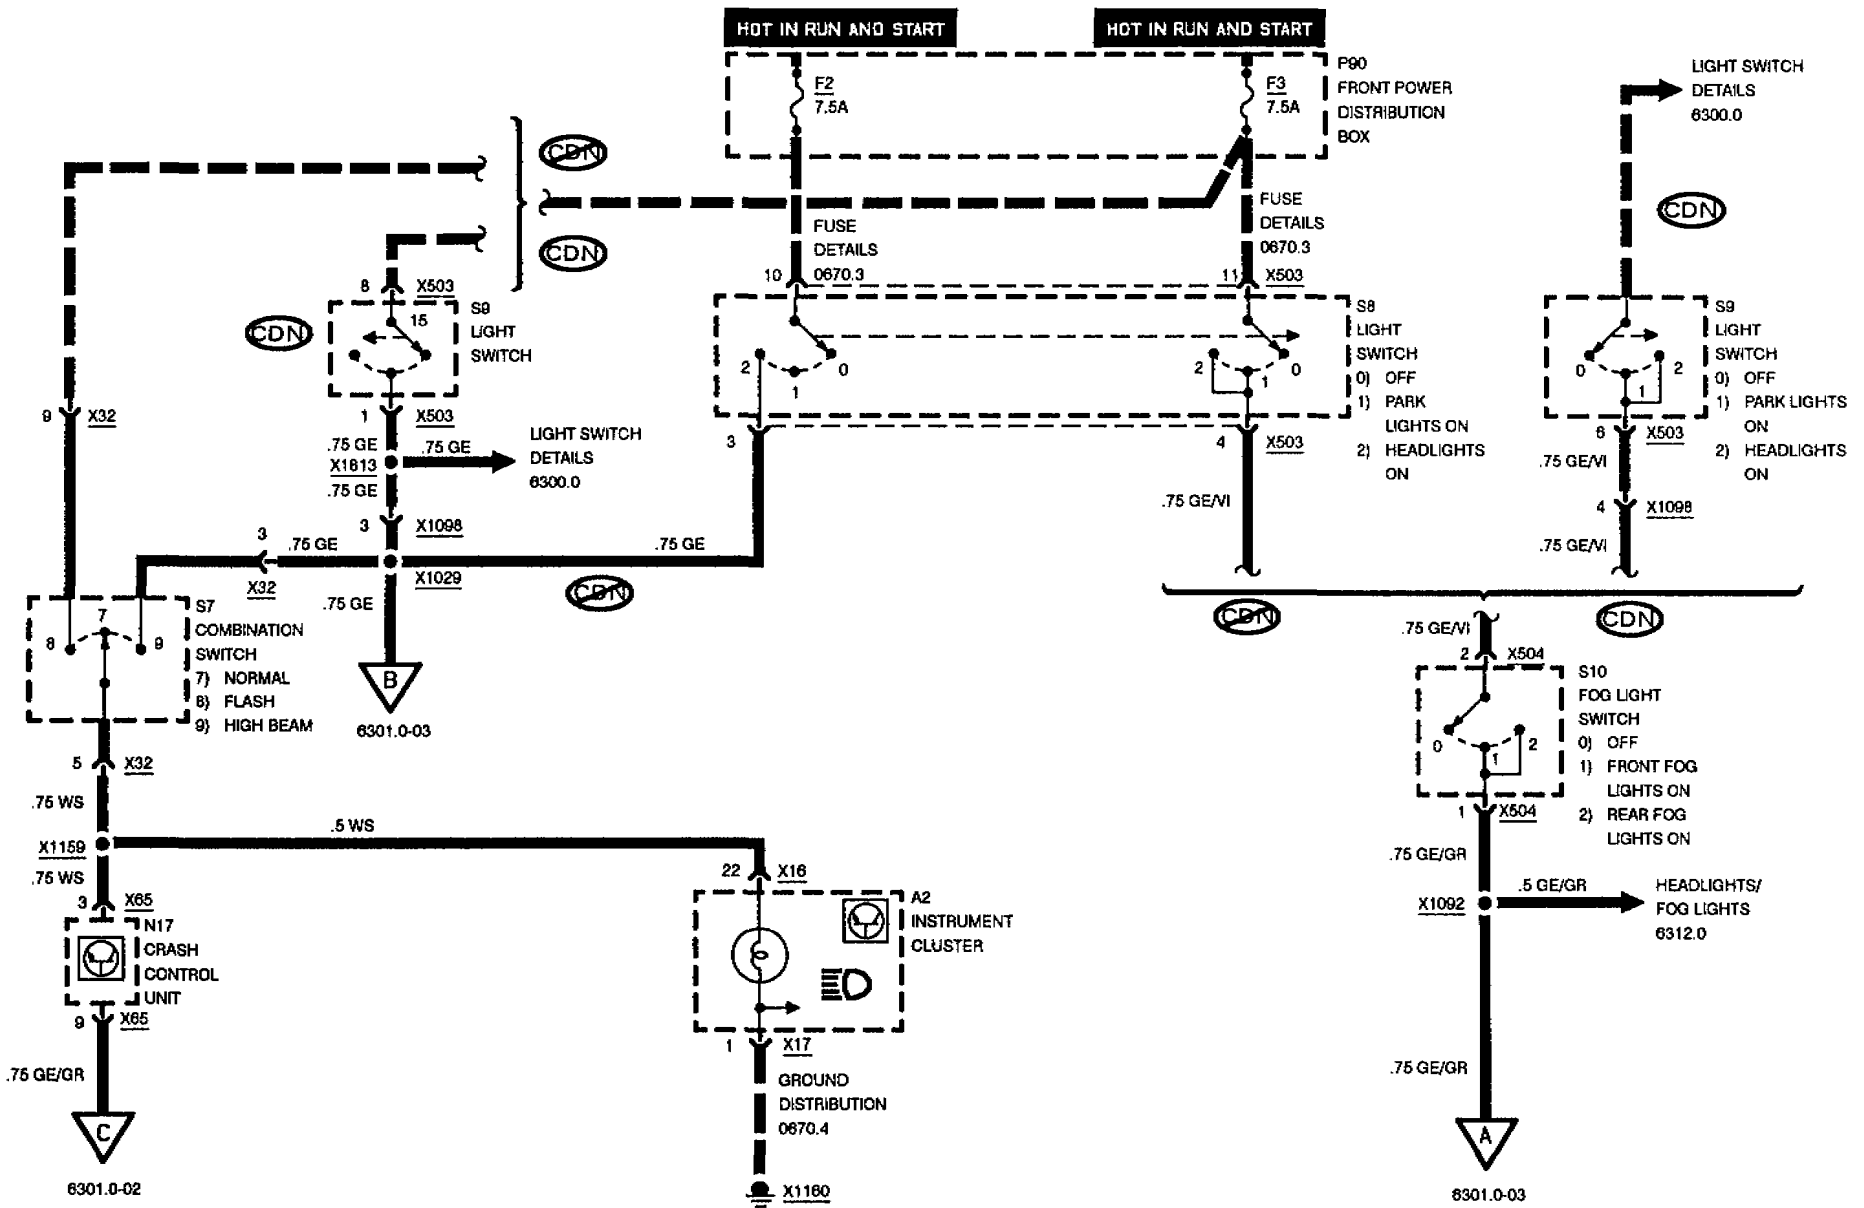 HOT IN RUN AND START
HOT IN RUN AND START
F2
7.5A
F3
7.5A
P90
FRONT POWER
DISTRIBUTION
BOX
LIGHT SWITCH
DETAILS
6300.0
CDN
CDN
CDN
FUSE
DETAILS
0670.3
FUSE
DETAILS
0670.3
8 X503
10
11 X503
CDN
15
S9
LIGHT
SWITCH
2
1
0
2
1
0
S8
LIGHT
SWITCH
0) OFF
1) PARK
LIGHTS ON
2) HEADLIGHTS
ON
0
1
2
S9
LIGHT
SWITCH
0) OFF
1) PARK LIGHTS
ON
2) HEADLIGHTS
ON
9 X32
1 X503
3
4 X503
6 X503
.75 GE
X1813
.75 GE
.75 GE
LIGHT SWITCH
DETAILS
6300.0
.75 GE/VI
.75 GE/VI
3 X1098
4 X1098
.75 GE/VI
3
X32
.75 GE
.75 GE
X1029
CDN
.75 GE
CDN
CDN
8
7
9
S7
COMBINATION
SWITCH
7) NORMAL
8) FLASH
9) HIGH BEAM
B
6301.0-03
.75 GE/VI
2 X504
0
1
2
S10
FOG LIGHT
SWITCH
0) OFF
1) FRONT FOG
LIGHTS ON
2) REAR FOG
LIGHTS ON
5 X32
.75 WS
X1159
.5 WS
.75 WS
1 X504
.75 GE/GR
X1092
.5 GE/GR
HEADLIGHTS/
FOG LIGHTS
6312.0
3 X65
N17
CRASH
CONTROL
UNIT
9 X65
22 X16
A2
INSTRUMENT
CLUSTER
1 X17
GROUND
DISTRIBUTION
0670.4
X1160
.75 GE/GR
C
6301.0-02
.75 GE/GR
A
6301.0-03